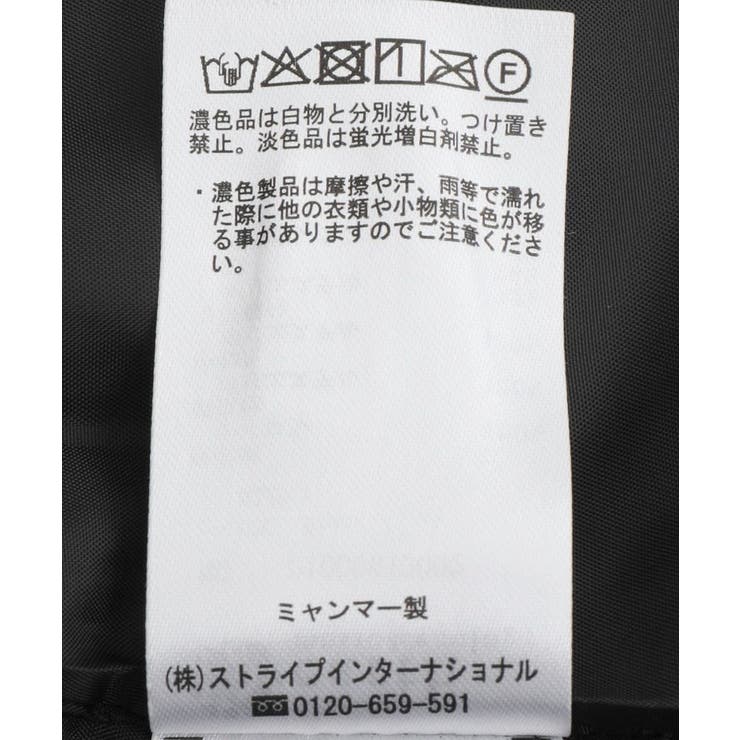 F
濃色品は白物と分別洗い。つけ置き
禁止。淡色品は蛍光増白剤禁止。
・濃色製品は摩擦や汗、雨等で濡れ
た際に他の衣類や小物類に色が移
る事がありますのでご注意くださ
い。
ミャンマー製
(株)ストライプインターナショナル
0120-659-591